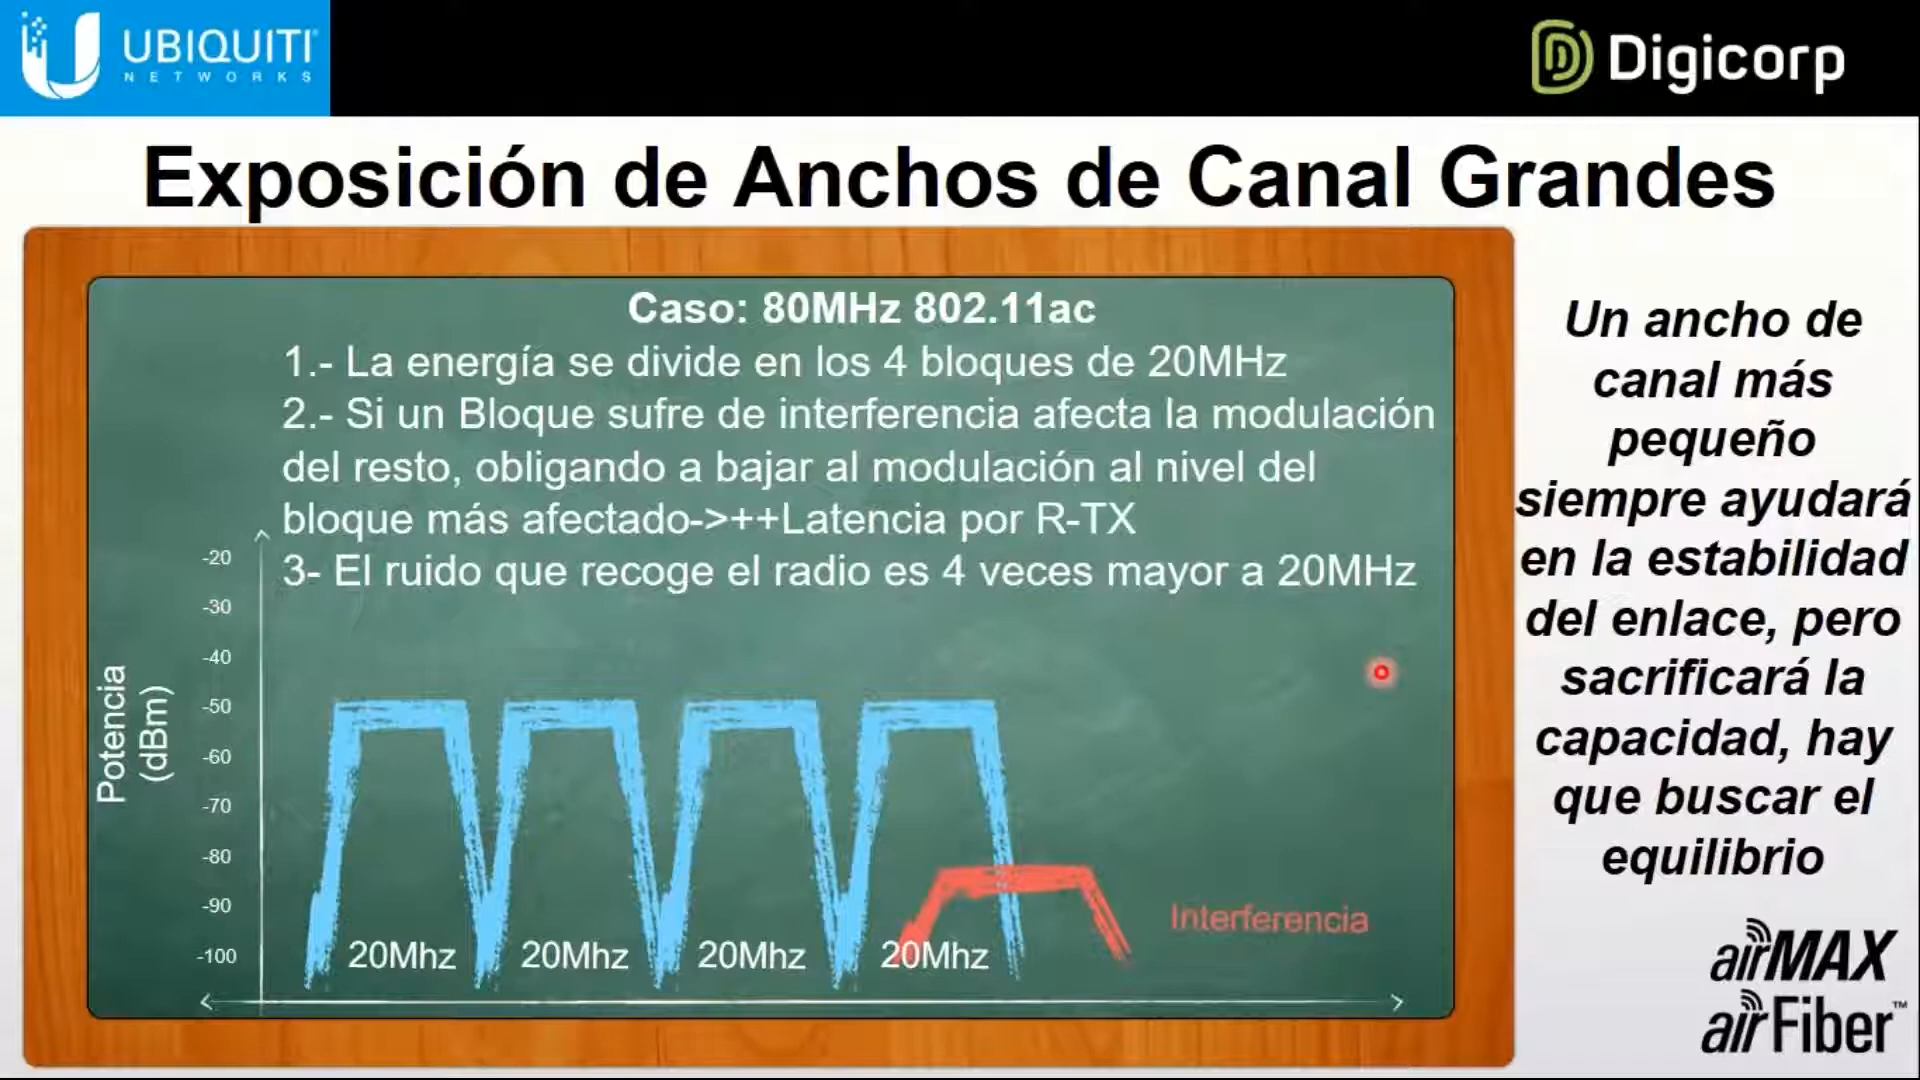 UBIQUITI
NETWORKS
Digicorp
Exposición de Anchos de Canal Grandes
Caso: 80MHz 802.11ac
1.- La energía se divide en los 4 bloques de 20MHz
2.- Si un Bloque sufre de interferencia afecta la modulación
del resto, obligando a bajar al modulación al nivel del
bloque más afectado->++Latencia por R-TX
3- El ruido que recoge el radio es 4 veces mayor a 20MHz
Potencia
(dBm)
-20
-30
-40
-50
-60
-70
-80
-90
-100
20Mhz 20Mhz 20Mhz 20Mhz
Interferencia
Un ancho de
canal más
pequeño
siempre ayudará
en la estabilidad
del enlace, pero
sacrificará la
capacidad, hay
que buscar el
equilibrio
airMAX
airFiber™